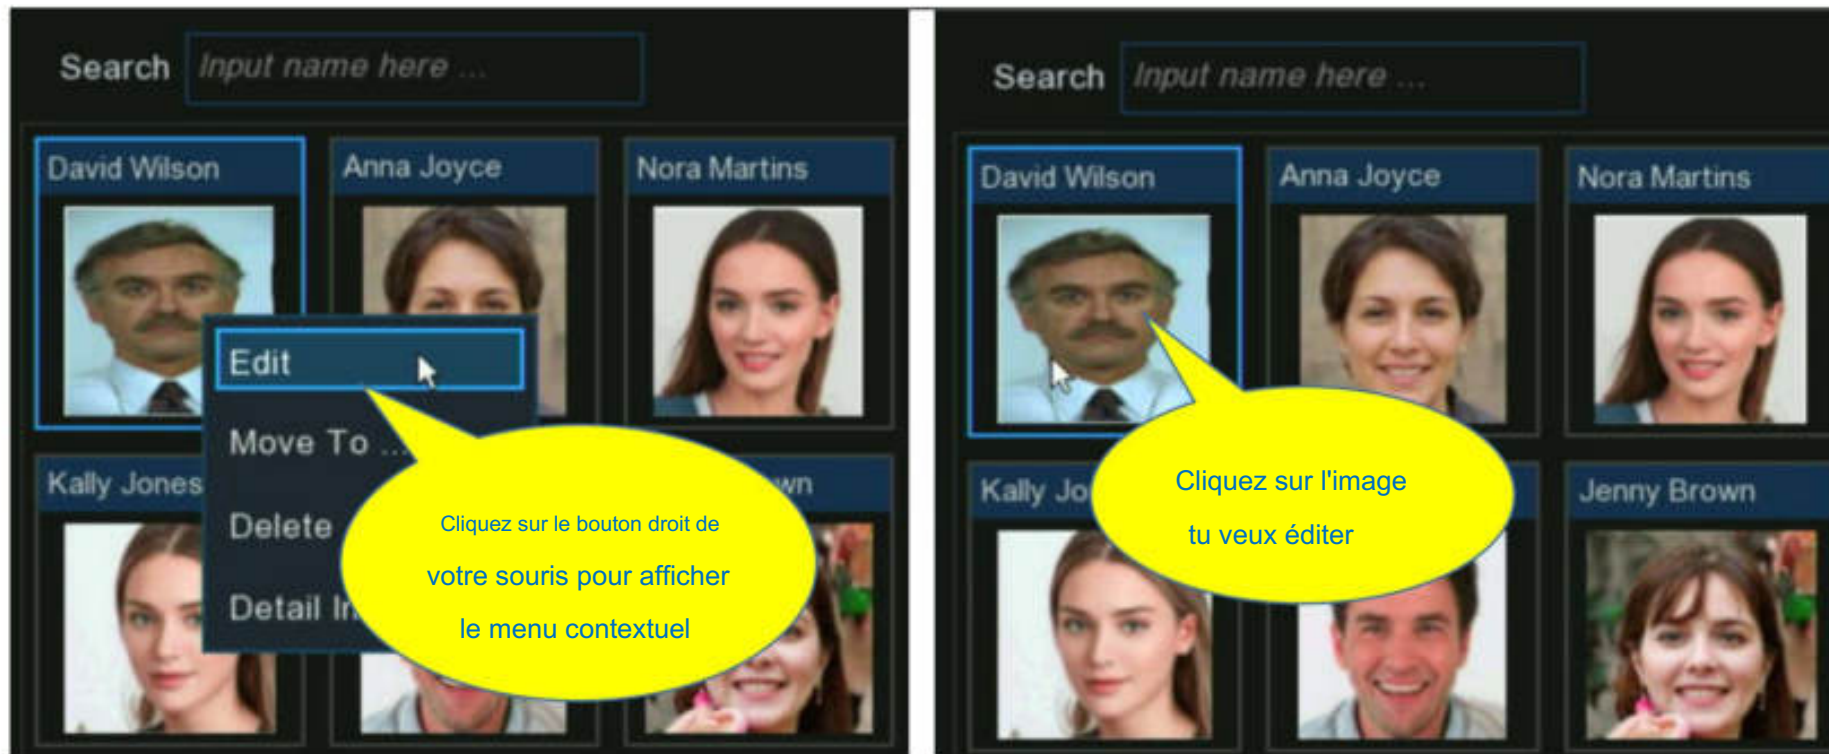 Search Input name here ...
David Wilson
Anna Joyce
Nora Martins
Edit
Move To ...
Delete
Detail
Kally Jones
Cliquez sur le bouton droit de
votre souris pour afficher
le menu contextuel
Search Input name here ...
David Wilson
Anna Joyce
Nora Martins
Kally
Jenny Brown
Cliquez sur l'image
tu veux éditer